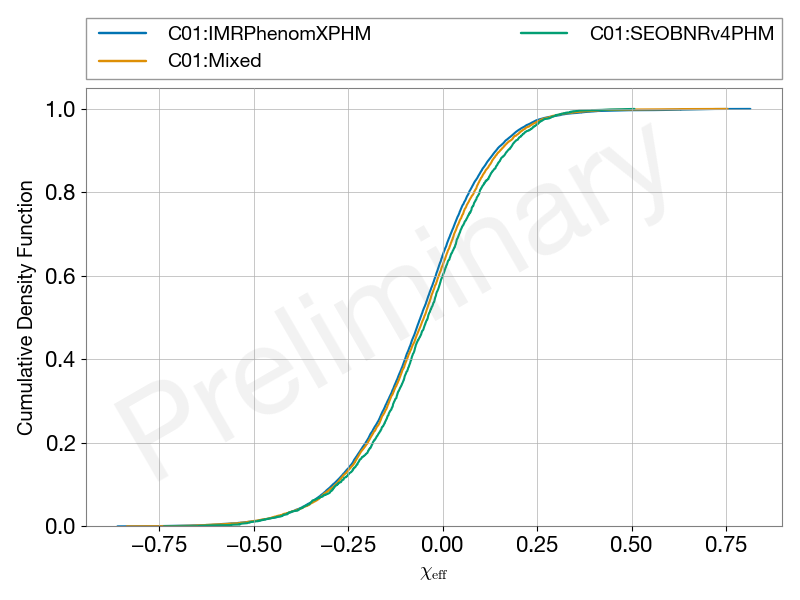 C01:IMRPhenomXPHM
C01:Mixed
C01:SEOBNRv4PHM
1.0
0.8
0.6
0.4
0.2
0.0
Cumulative Density Function
Preliminary
−0.75 −0.50 −0.25 0.00 0.25 0.50 0.75
χeff